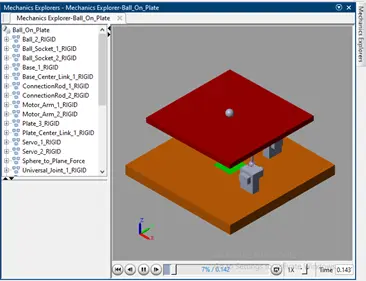 Mechanics Explorers - Mechanics Explorer-Ball_On_Plate
Mechanics Explorer-Ball_On_Plate
Ball_On_Plate
Ball_2_RIGID
Ball_Socket_1_RIGID
Ball_Socket_2_RIGID
Base_1_RIGID
Base_Center_Link_1_RIGID
ConnectionRod_1_RIGID
ConnectionRod_2_RIGID
Motor_Arm_1_RIGID
Motor_Arm_2_RIGID
Plate_3_RIGID
Plate_Center_Link_1_RIGID
Servo_1_RIGID
Servo_2_RIGID
Sphere_to_Plane_Force
Universal_Joint_1_RIGID
z
x
7% / 0.142
1X
Time 0.143
Mechanics Explorers